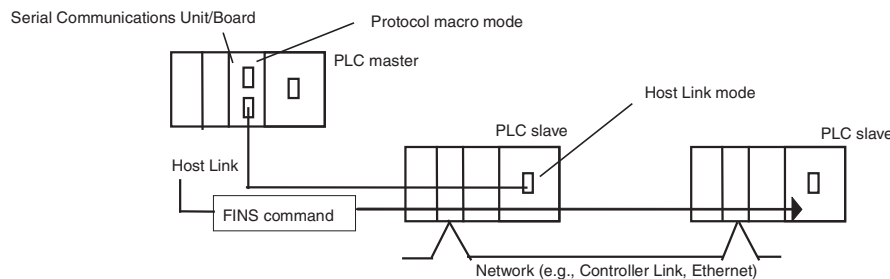 Serial Communications Unit/Board
Protocol macro mode
PLC master
Host Link mode
PLC slave
PLC slave
Host Link
FINS command
Network (e.g., Controller Link, Ethernet)